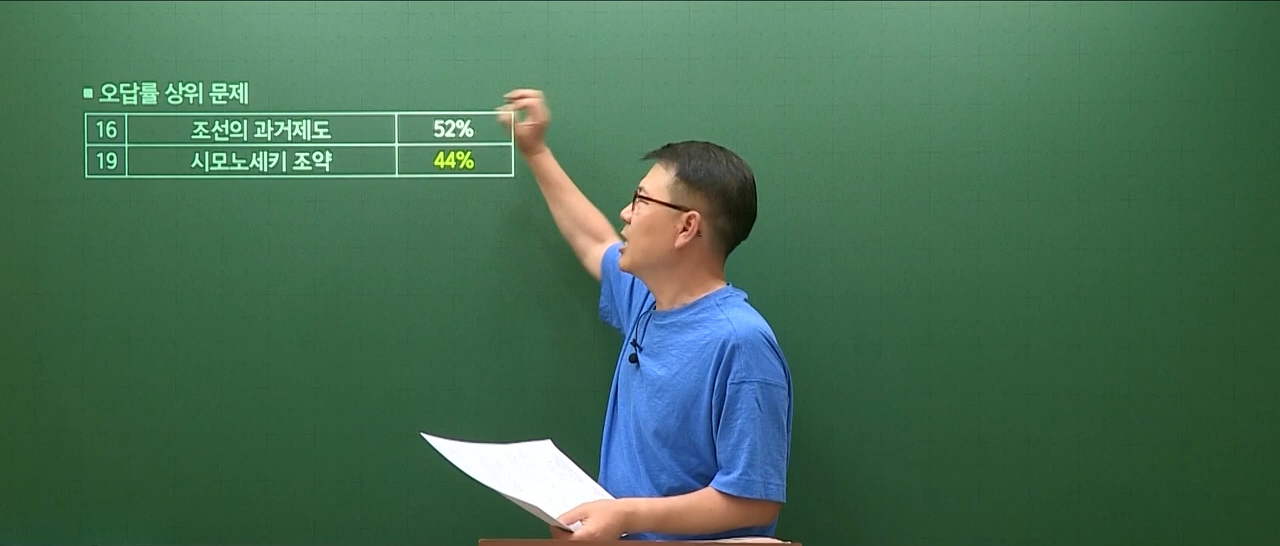 ■ 오답률 상위 문제
16 조선의 과거제도 52%
19 시모노세키 조약 44%